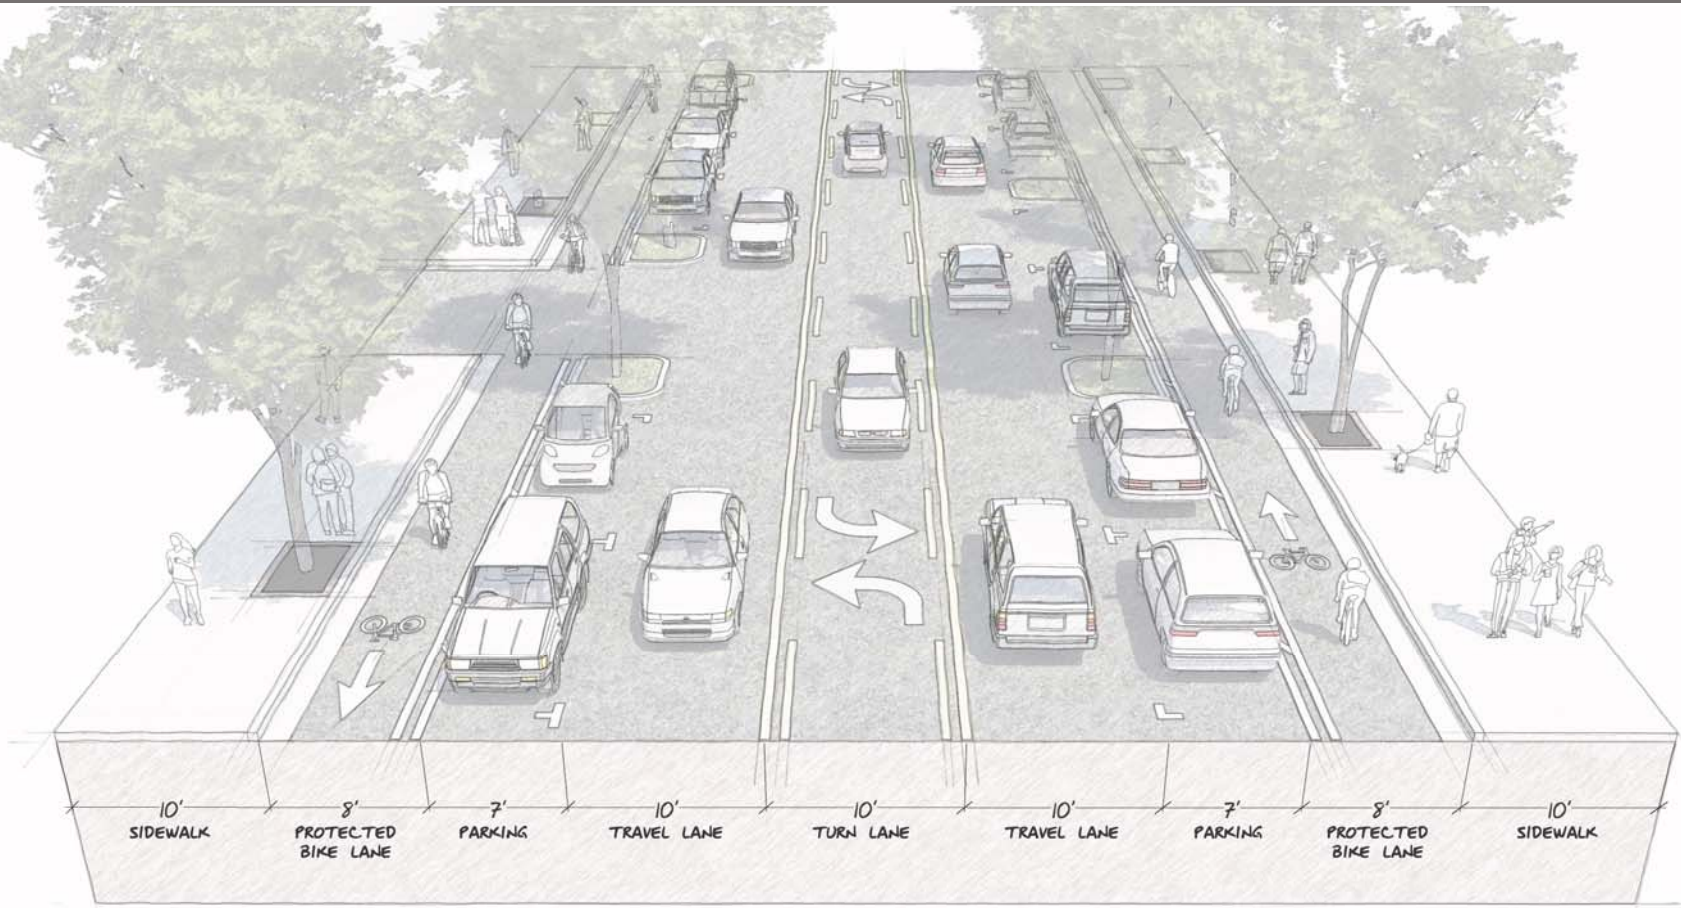 10' 8' 7' 10' 10' 10' 7' 8' 10'
SIDEWALK PROTECTED PARKING TRAVEL LANE TURN LANE TRAVEL LANE PARKING PROTECTED SIDEWALK
BIKE LANE BIKE LANE